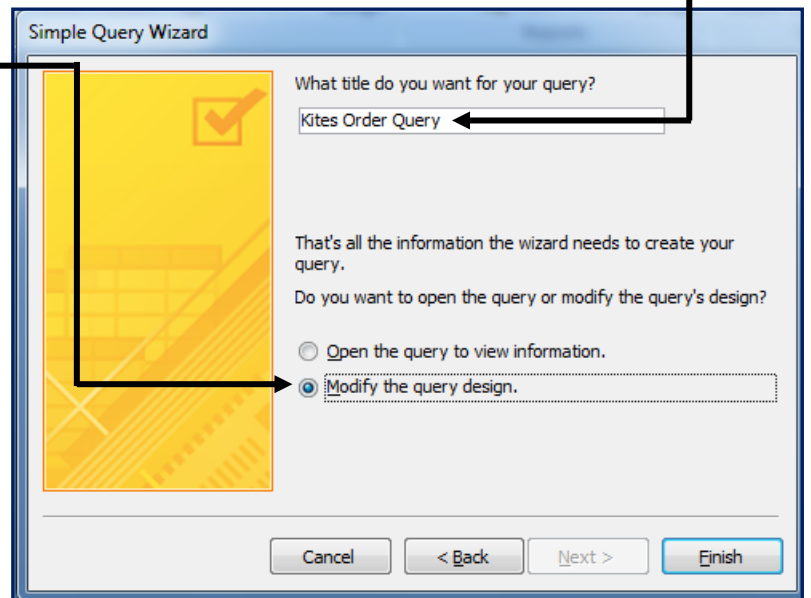 Simple Query Wizard
What title do you want for your query?
Kites Order Query
That's all the information the wizard needs to create your
query.
Do you want to open the query or modify the query's design?
Open the query to view information.
Modify the query design.
Cancel
< Back
Next >
Finish